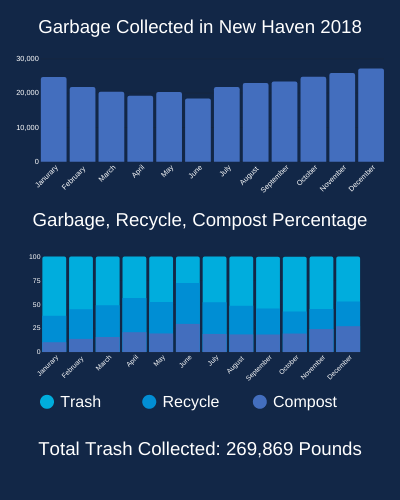 Garbage Collected in New Haven 2018
30,000
20,000
10,000
0
Janurary February March April May June July August September October November December
Garbage, Recycle, Compost Percentage
100
75
50
25
0
Janurary February March April May June July August September October November December
Trash Recycle Compost
Total Trash Collected: 269,869 Pounds